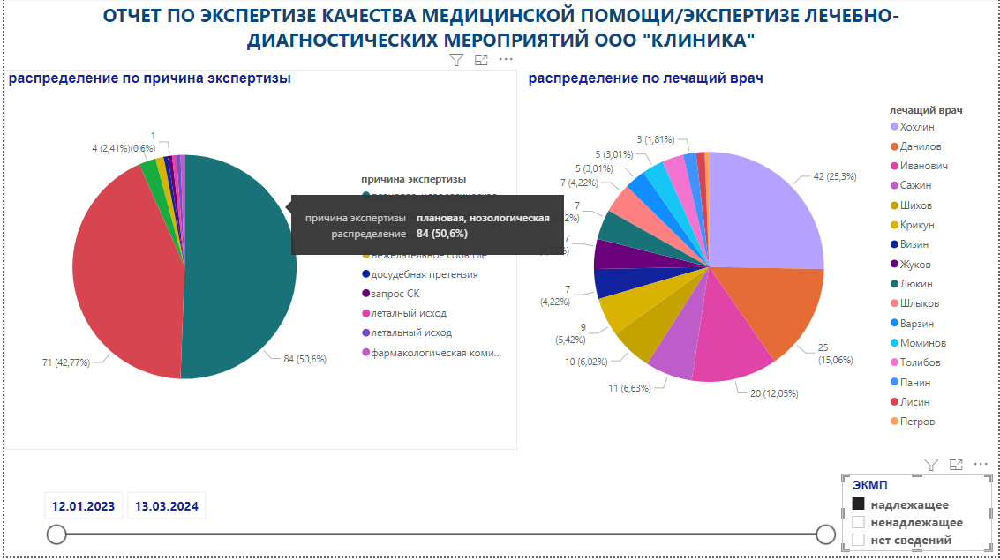 ОТЧЕТ ПО ЭКСПЕРТИЗЕ КАЧЕСТВА МЕДИЦИНСКОЙ ПОМОЩИ/ЭКСПЕРТИЗЕ ЛЕЧЕБНО-
ДИАГНОСТИЧЕСКИХ МЕРОПРИЯТИЙ ООО "КЛИНИКА"
распределение по причина экспертизы
1
4 (2,41%)
(0,6%)
71 (42,77%)
84 (50,6%)
причина экспертизы
причина экспертизы плановая, нозологическая
распределение 84 (50,6%)
нежелательное событие
досудебная претензия
запрос СК
леталный исход
летальный исход
фармакологическая коми...
распределение по лечащий врач
3 (1,81%)
5 (3,01%)
5 (3,01%)
7 (4,22%)
7
7
7
(4,22%)
9
(5,42%)
10 (6,02%)
11 (6,63%)
20 (12,05%)
25
(15,06%)
42 (25,3%)
лечащий врач
Хохлин
Данилов
Иванович
Сажин
Шихов
Крикун
Визин
Жуков
Люкин
Шлыков
Варзин
Моминов
Толибов
Панин
Лисин
Петров
12.01.2023
13.03.2024
ЭКМП
надлежащее
ненадлежащее
нет сведений